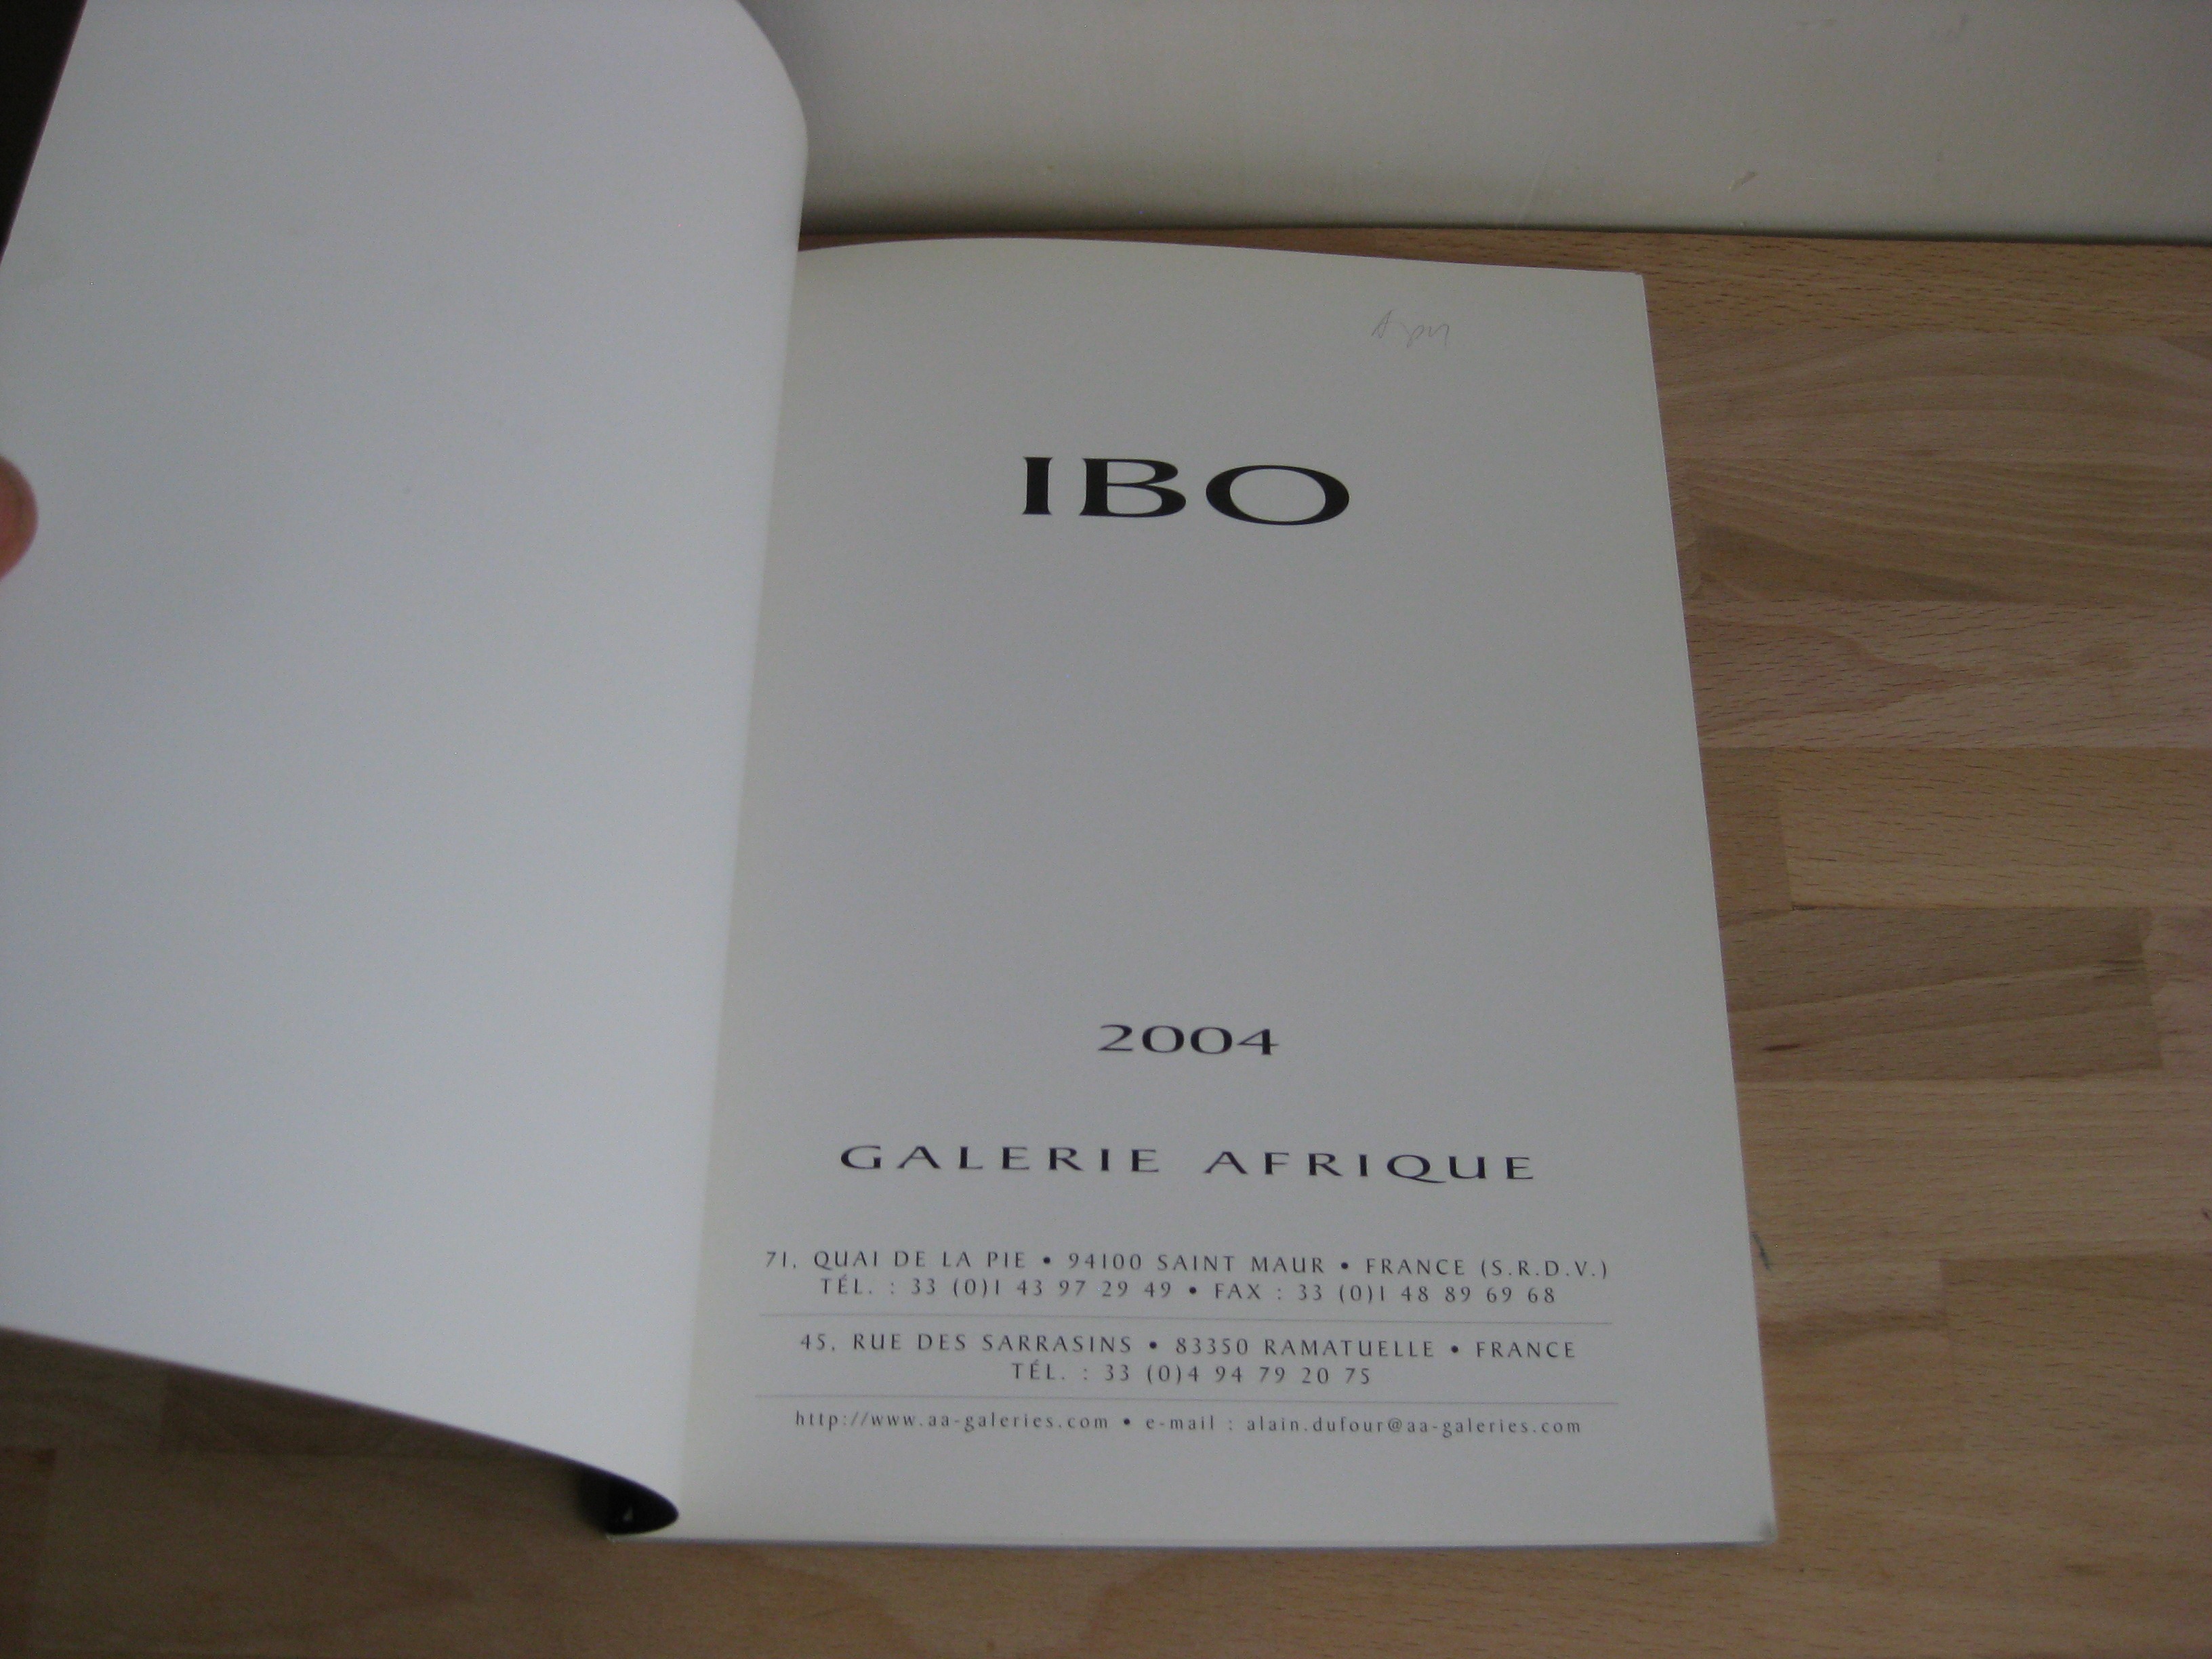 IBO
2004
GALERIE AFRIQUE
71, QUAI DE LA PIE • 94100 SAINT MAUR • FRANCE (S.R.D.V.)
TÉL. : 33 (0)1 43 97 29 49 • FAX : 33 (0)1 48 89 69 68
45, RUE DES SARRASINS • 83350 RAMATUELLE • FRANCE
TÉL. : 33 (0)4 94 79 20 75
http://www.aa-galeries.com • e-mail : alain.dufour@aa-galeries.com